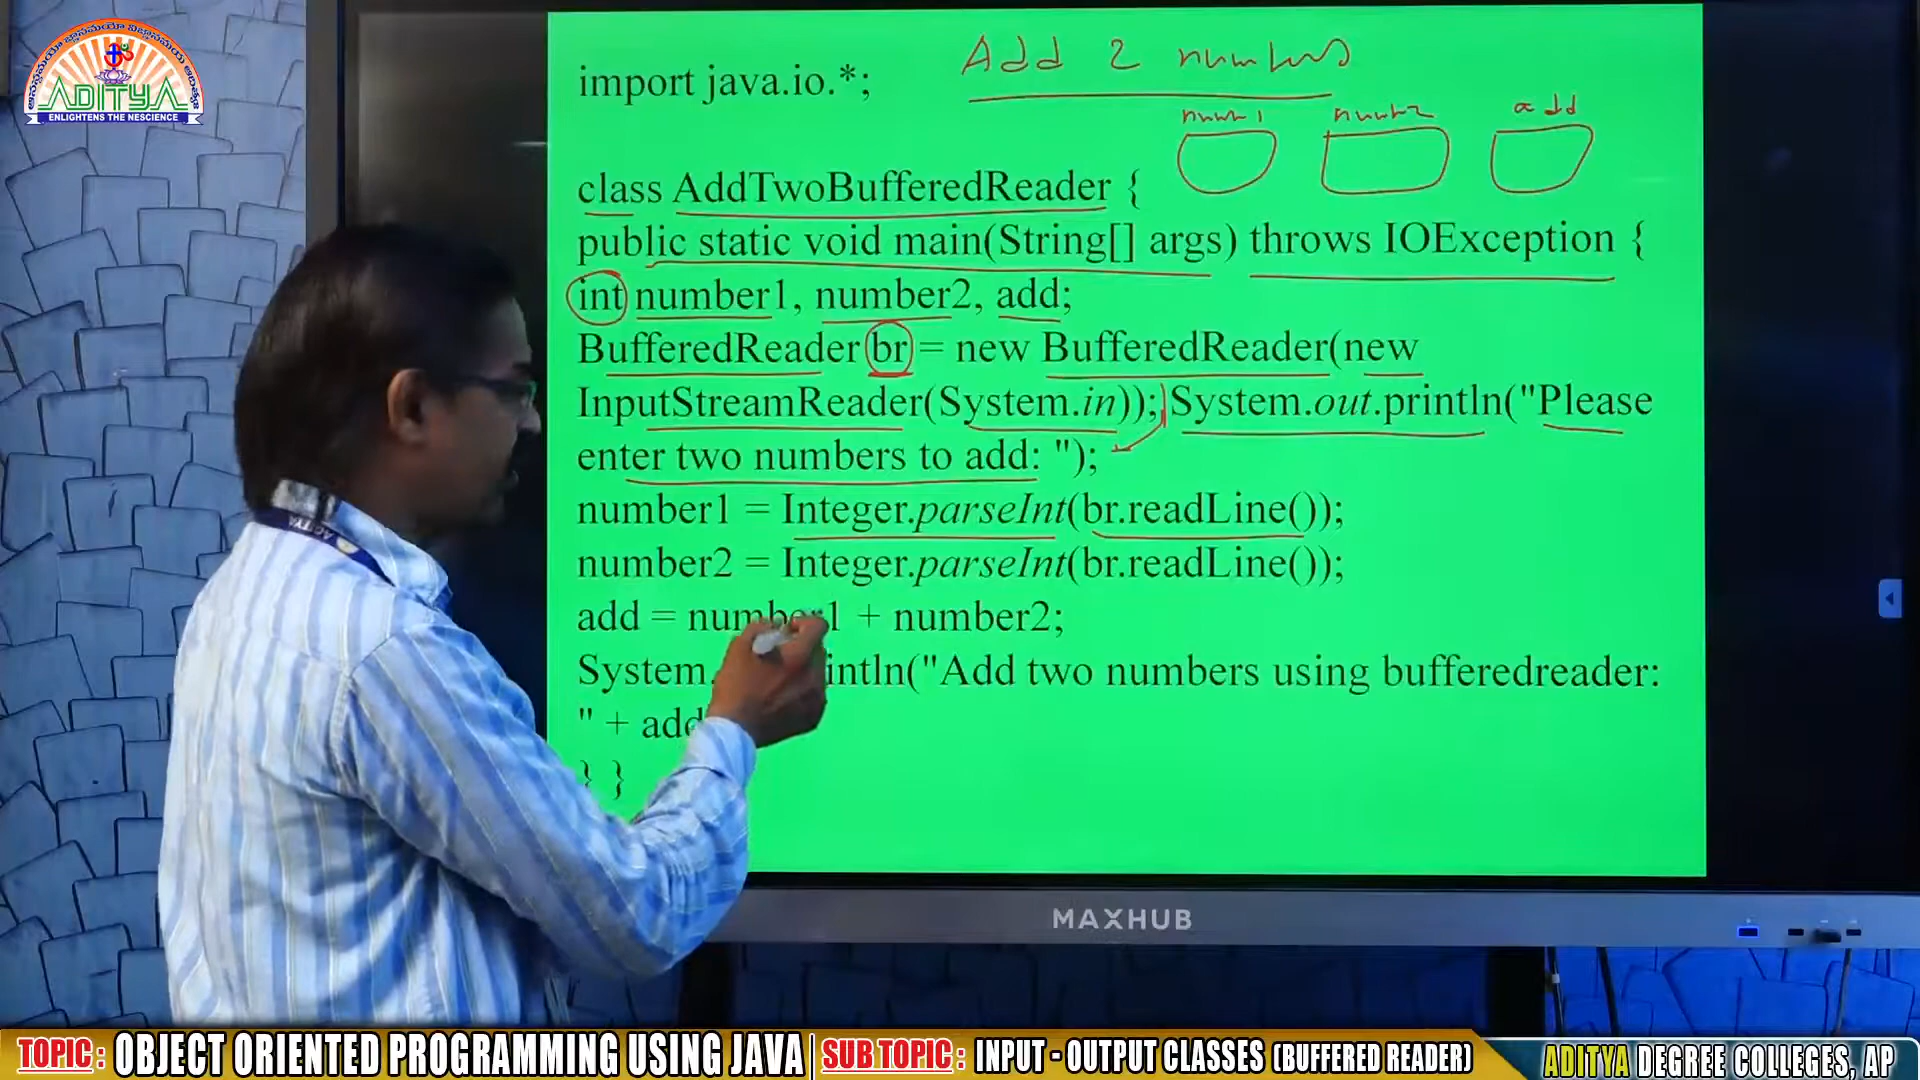 ADITYA
ENLIGHTENS THE NESCIENCE
Add 2 numbers
import java.io.*;
num1 num2 add
class AddTwoBufferedReader {
public static void main(String[] args) throws IOException {
int number1, number2, add;
BufferedReader br = new BufferedReader(new
InputStreamReader(System.in)); System.out.println("Please
enter two numbers to add: ");
number1 = Integer.parseInt(br.readLine());
number2 = Integer.parseInt(br.readLine());
add = number1 + number2;
System. intln("Add two numbers using bufferedreader:
" + add
} }
MAXHUB
TOPIC : OBJECT ORIENTED PROGRAMMING USING JAVA | SUB TOPIC : INPUT - OUTPUT CLASSES (BUFFERED READER)
ADITYA DEGREE COLLEGES, AP